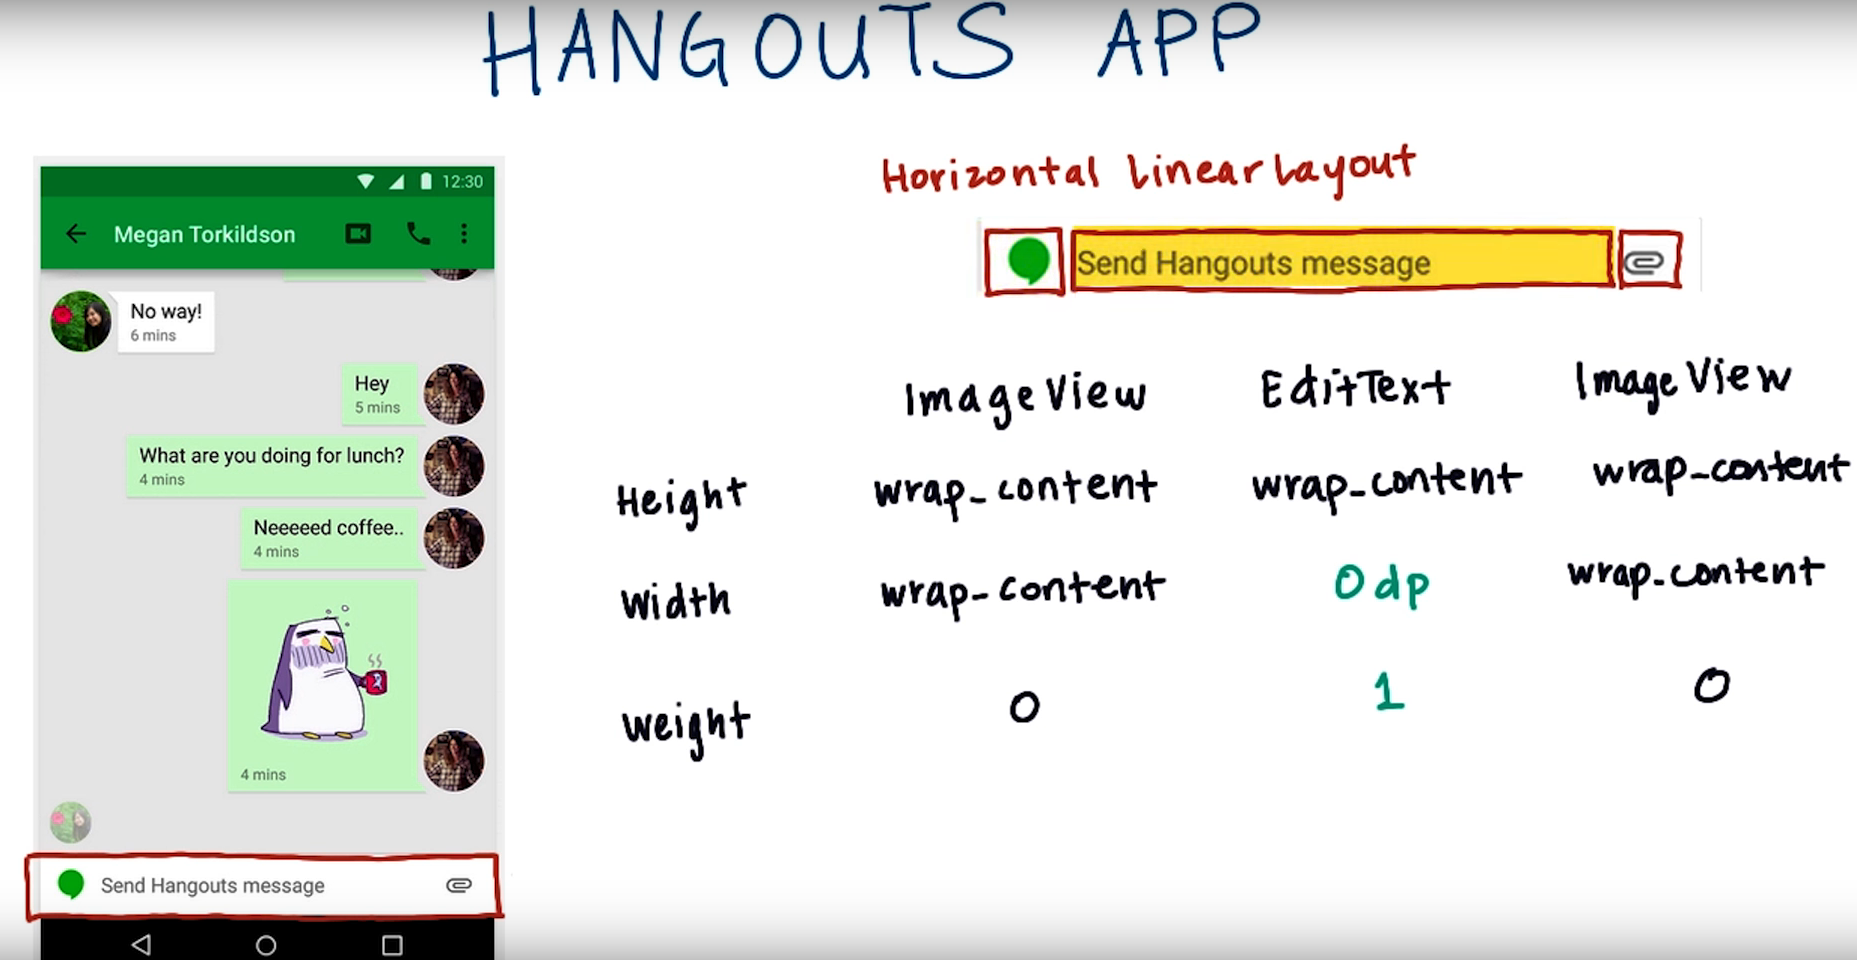 HANGOUTS APP
12:30
Megan Torkildson
No way!
6 mins
Hey
5 mins
What are you doing for lunch?
4 mins
Neeeeed coffee..
4 mins
4 mins
Send Hangouts message
Horizontal LinearLayout
Send Hangouts message
ImageView EditText ImageView
Height wrap_content wrap_content wrap_content
Width wrap_content 0dp wrap_content
Weight 0 1 0